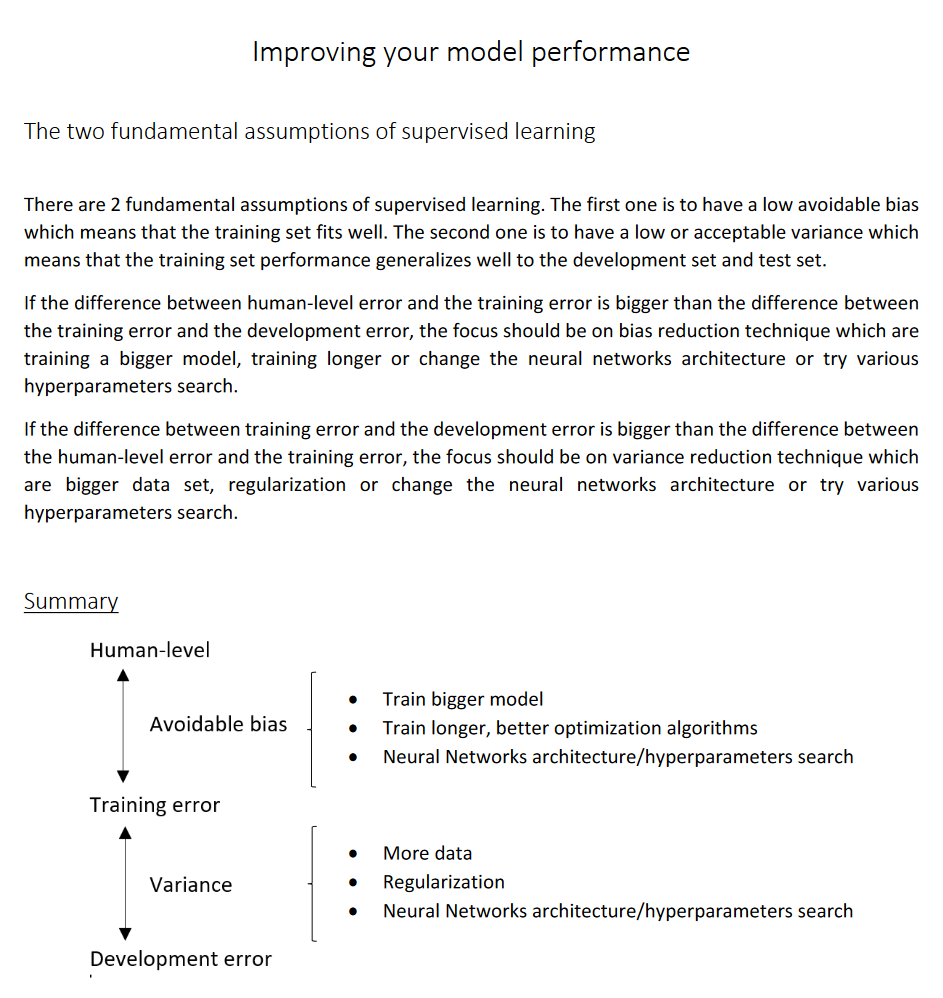 Improving your model performance
The two fundamental assumptions of supervised learning
There are 2 fundamental assumptions of supervised learning. The first one is to have a low avoidable bias
which means that the training set fits well. The second one is to have a low or acceptable variance which
means that the training set performance generalizes well to the development set and test set.
If the difference between human-level error and the training error is bigger than the difference between
the training error and the development error, the focus should be on bias reduction technique which are
training a bigger model, training longer or change the neural networks architecture or try various
hyperparameters search.
If the difference between training error and the development error is bigger than the difference between
the human-level error and the training error, the focus should be on variance reduction technique which
are bigger data set, regularization or change the neural networks architecture or try various
hyperparameters search.
Summary
Human-level
Avoidable bias
• Train bigger model
• Train longer, better optimization algorithms
• Neural Networks architecture/hyperparameters search
Training error
Variance
• More data
• Regularization
• Neural Networks architecture/hyperparameters search
Development error